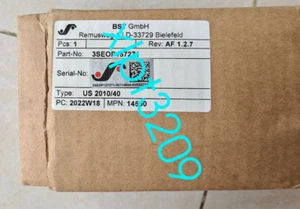 BST GmbH
Remuswe D-33729 Bielefeld
Pcs: 1
Rev: AF 1.2.7
Part-No:
Serial-No:
Type: US 2010/40
PC: 2022W18
MPN:
xlpt3209